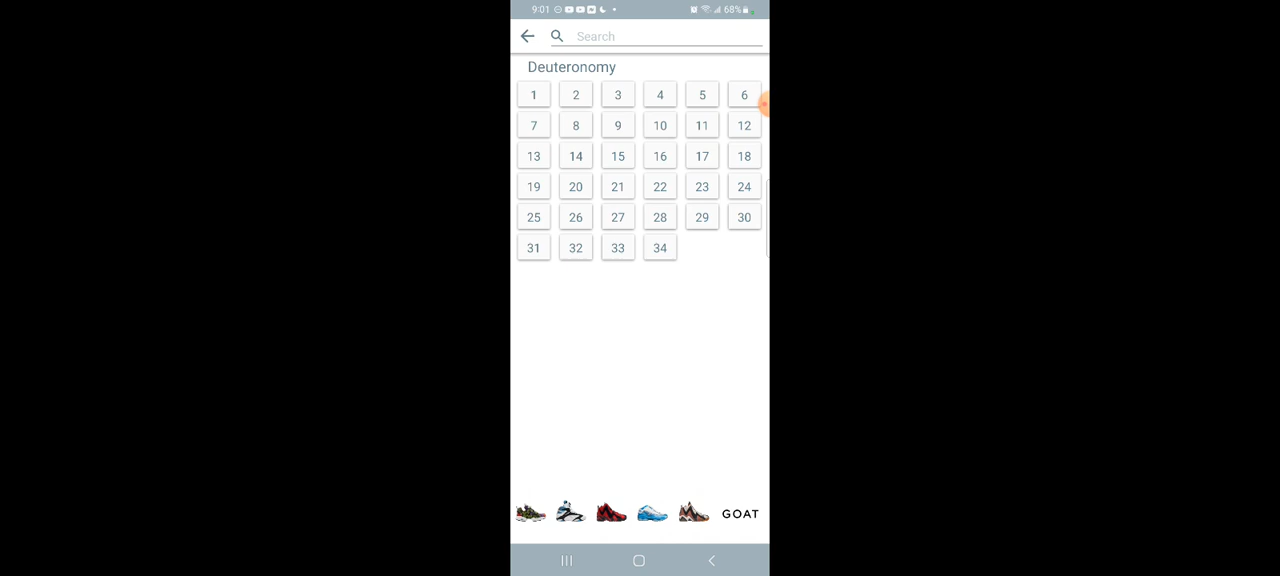 9:01 68%
Search
Deuteronomy
1 2 3 4 5 6
7 8 9 10 11 12
13 14 15 16 17 18
19 20 21 22 23 24
25 26 27 28 29 30
31 32 33 34
GOAT